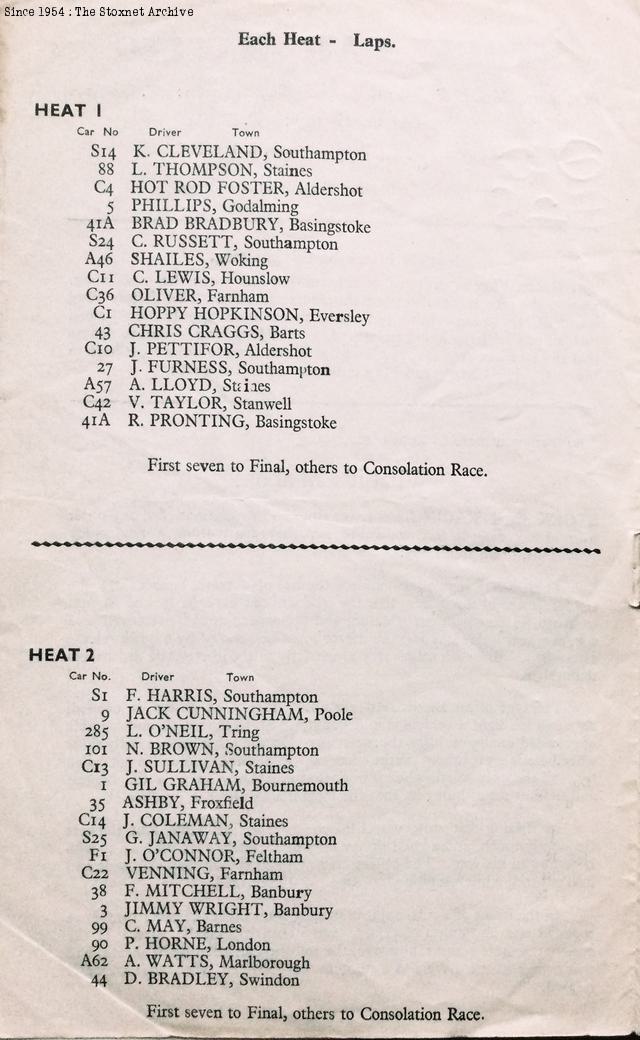 Since 1954 : The Stoxnet Archive
Each Heat - Laps.
HEAT 1
Car No Driver Town
S14 K. CLEVELAND, Southampton
88 L. THOMPSON, Staines
C4 HOT ROD FOSTER, Aldershot
5 PHILLIPS, Godalming
41A BRAD BRADBURY, Basingstoke
S24 C. RUSSETT, Southampton
A46 SHAILES, Woking
C11 C. LEWIS, Hounslow
C36 OLIVER, Farnham
C1 HOPPY HOPKINSON, Eversley
43 CHRIS CRAGGS, Barts
C10 J. PETTIFOR, Aldershot
27 J. FURNESS, Southampton
A57 A. LLOYD, Staines
C42 V. TAYLOR, Stanwell
41A R. PRONTING, Basingstoke
First seven to Final, others to Consolation Race.
HEAT 2
Car No. Driver Town
S1 F. HARRIS, Southampton
9 JACK CUNNINGHAM, Poole
285 L. O'NEIL, Tring
101 N. BROWN, Southampton
C13 J. SULLIVAN, Staines
1 GIL GRAHAM, Bournemouth
35 ASHBY, Froxfield
C14 J. COLEMAN, Staines
S25 G. JANAWAY, Southampton
F1 J. O'CONNOR, Feltham
C22 VENNING, Farnham
38 F. MITCHELL, Banbury
3 JIMMY WRIGHT, Banbury
99 C. MAY, Barnes
90 P. HORNE, London
A62 A. WATTS, Marlborough
44 D. BRADLEY, Swindon
First seven to Final, others to Consolation Race.